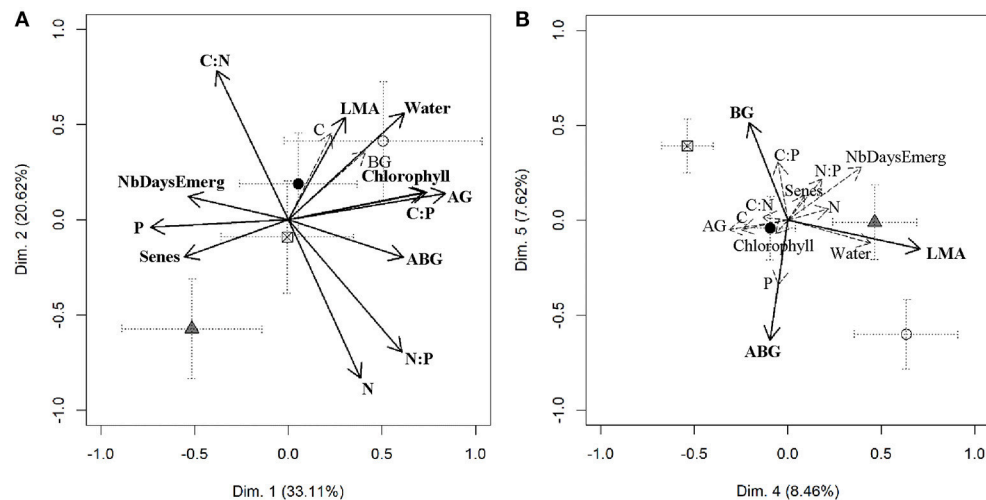 A
1.0
0.5
0.0
-0.5
-1.0
Dim. 2 (20.62%)
C:N
LMA
Water
C
BG
NbDaysEmerg
Chlorophyll
AG
C:P
P
Senes
ABG
N:P
N
-1.0 -0.5 0.0 0.5 1.0
Dim. 1 (33.11%)
B
1.0
0.5
0.0
-0.5
-1.0
Dim. 5 (7.62%)
BG
C:P
N:P
NbDaysEmerg
Senes
C:N
N
C
AG
Chlorophyll
Water
LMA
P
ABG
-1.0 -0.5 0.0 0.5 1.0
Dim. 4 (8.46%)